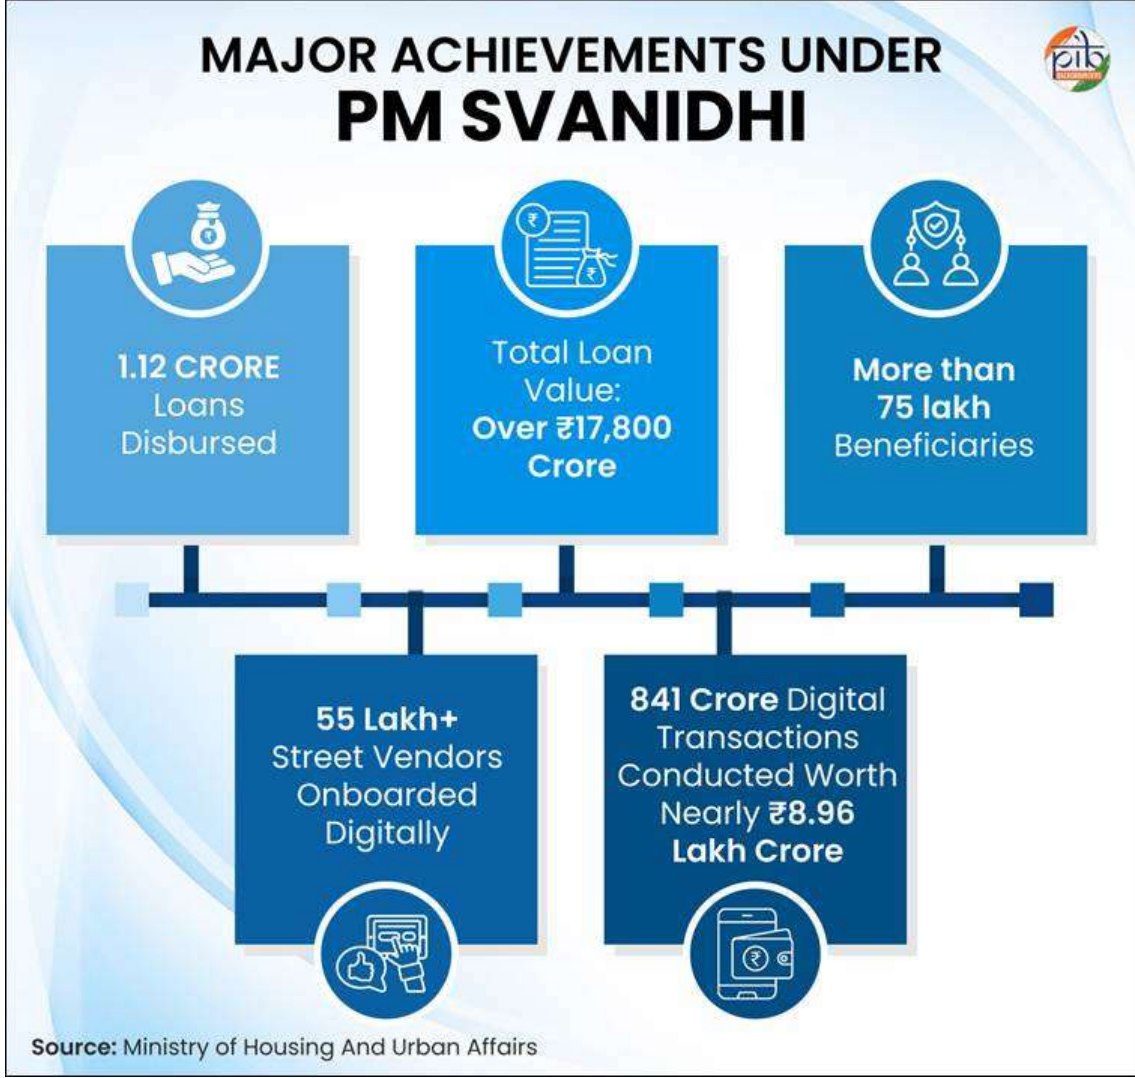 MAJOR ACHIEVEMENTS UNDER
PM SVANIDHI
pib
1.12 CRORE
Loans
Disbursed
Total Loan
Value:
Over ₹17,800
Crore
More than
75 lakh
Beneficiaries
55 Lakh+
Street Vendors
Onboarded
Digitally
841 Crore Digital
Transactions
Conducted Worth
Nearly ₹8.96
Lakh Crore
Source: Ministry of Housing And Urban Affairs